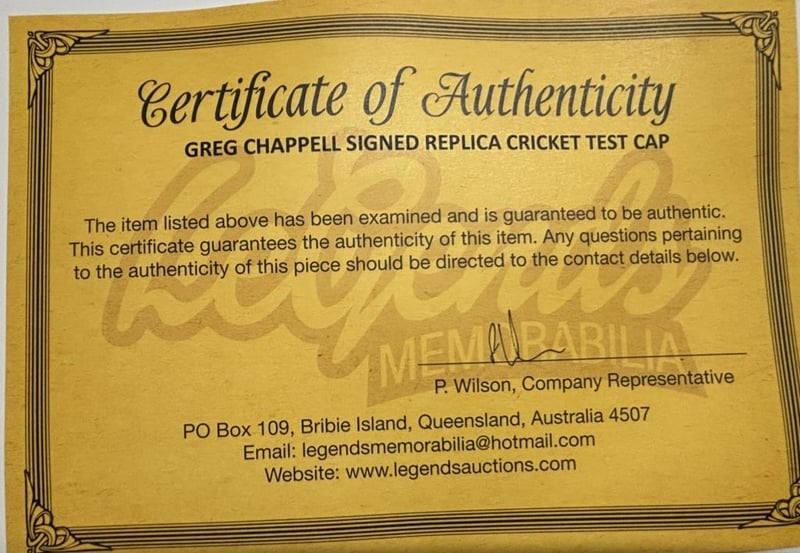 Certificate of Authenticity
GREG CHAPPELL SIGNED REPLICA CRICKET TEST CAP
The item listed above has been examined and is guaranteed to be authentic.
This certificate guarantees the authenticity of this item. Any questions pertaining
to the authenticity of this piece should be directed to the contact details below.
Legends
MEMORABILIA
P. Wilson, Company Representative
PO Box 109, Bribie Island, Queensland, Australia 4507
Email: legendsmemorabilia@hotmail.com
Website: www.legendsauctions.com